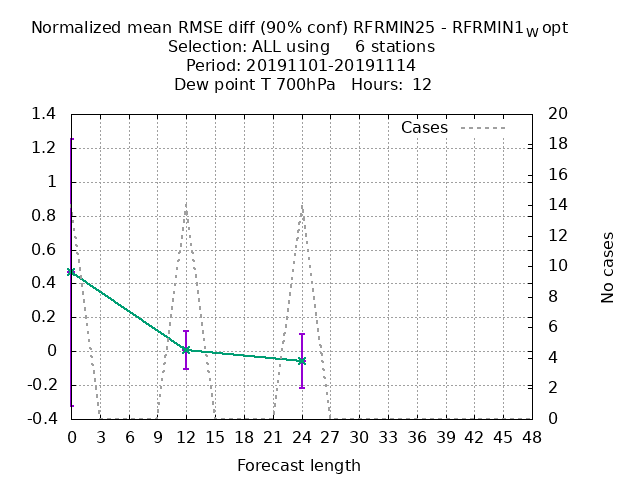 Normalized mean RMSE diff (90% conf) RFRMIN25 - RFRMIN1W opt
Selection: ALL using 6 stations
Period: 20191101-20191114
Dew point T 700hPa Hours: 12
Cases
1.4
1.2
1
0.8
0.6
0.4
0.2
0
-0.2
-0.4
20
18
16
14
12
10
8
6
4
2
0
No cases
0 3 6 9 12 15 18 21 24 27 30 33 36 39 42 45 48
Forecast length